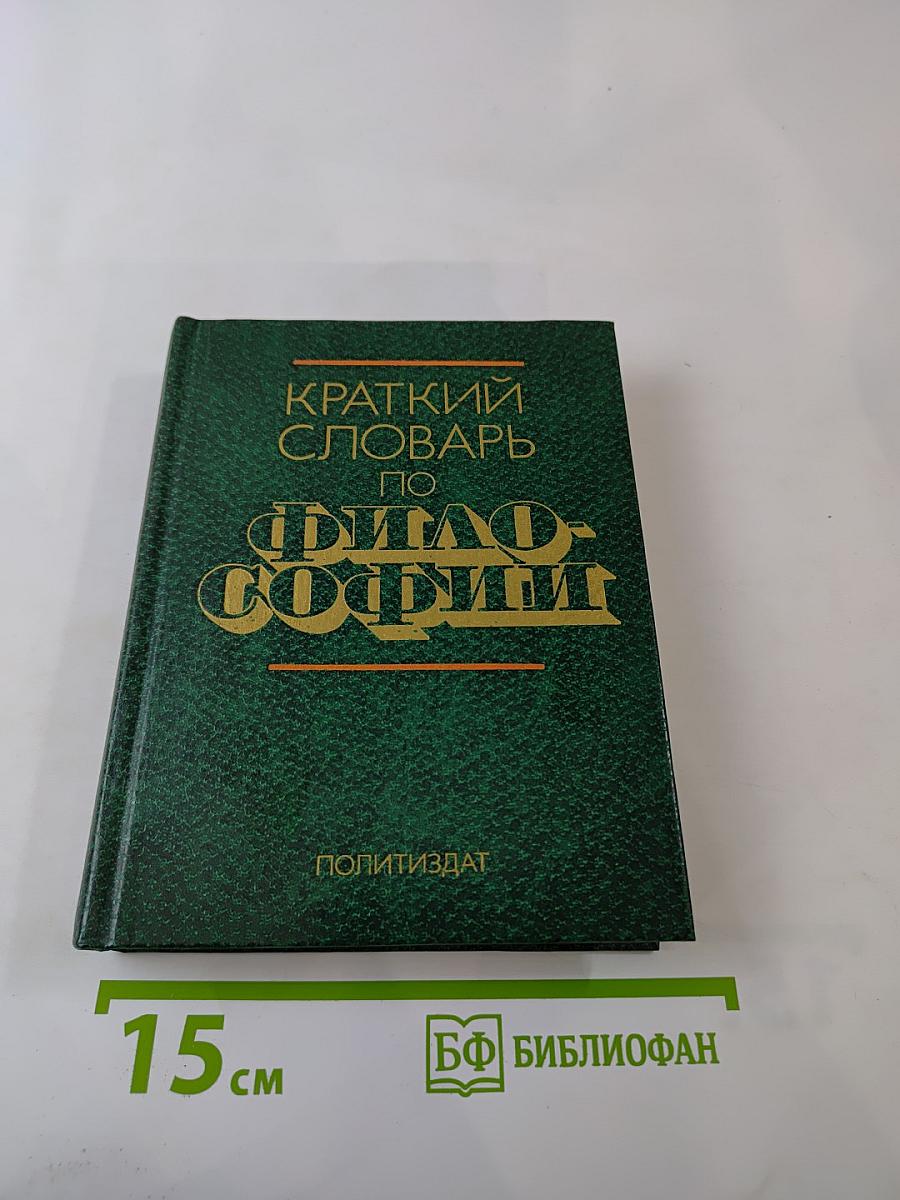 КРАТКИЙ
СЛОВАРЬ
ПО
ФИЛО-
СОФИИ
ПОЛИТИЗДАТ
15 см
БФ БИБЛИОФАН